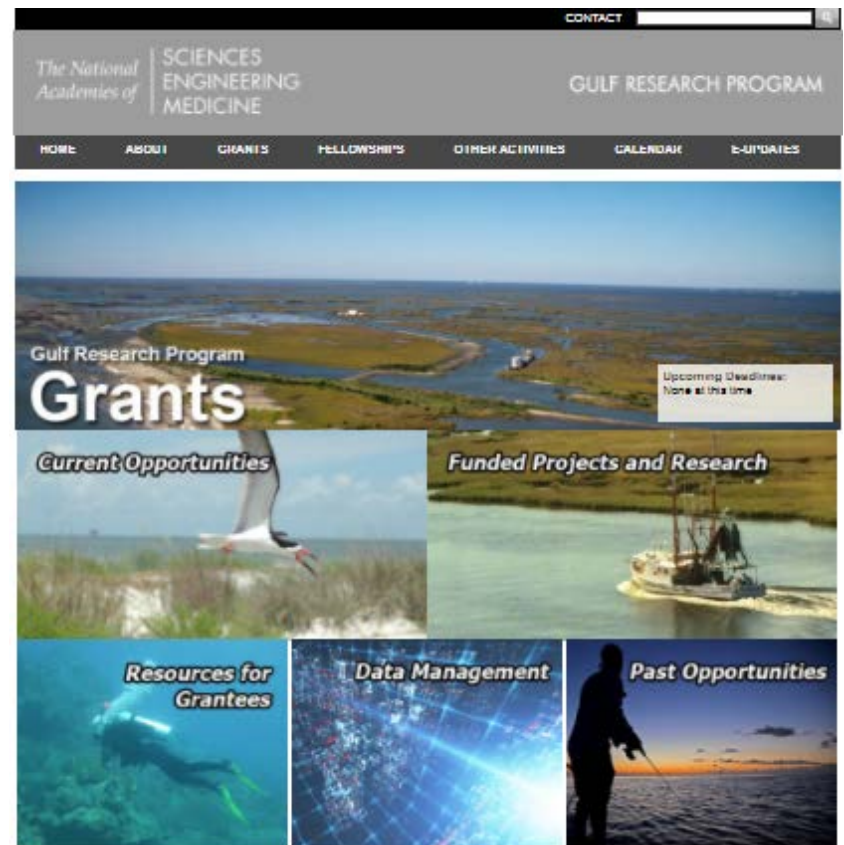 CONTACT
The National
Academies of
SCIENCES
ENGINEERING
MEDICINE
GULF RESEARCH PROGRAM
HOME ABOUT GRANTS FELLOWSHIPS OTHER ACTIVITIES CALENDAR E-UPDATES
Gulf Research Program
Grants
Upcoming Deadlines:
None at this time
Current Opportunities
Funded Projects and Research
Resources for
Grantees
Data Management
Past Opportunities